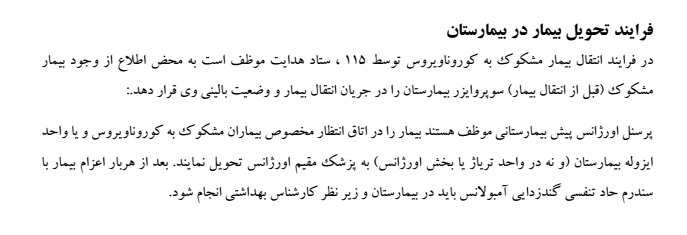 فرایند تحویل بیمار در بیمارستان
در فرایند انتقال بیمار مشکوک به کوروناویروس توسط ۱۱۵ ، ستاد هدایت موظف است به محض اطلاع از وجود بیمار
مشکوک (قبل از انتقال بیمار) سوپروایزر بیمارستان را در جریان انتقال بیمار و وضعیت بالینی وی قرار دهد.:
پرسنل اورژانس پیش بیمارستانی موظف هستند بیمار را در اتاق انتظار مخصوص بیماران مشکوک به کوروناویروس و یا واحد
ایزوله بیمارستان (و نه در واحد تریاژ یا بخش اورژانس) به پزشک مقیم اورژانس تحویل نمایند. بعد از هربار اعزام بیمار با
سندرم حاد تنفسی گندزدایی آمبولانس باید در بیمارستان و زیر نظر کارشناس بهداشتی انجام شود.